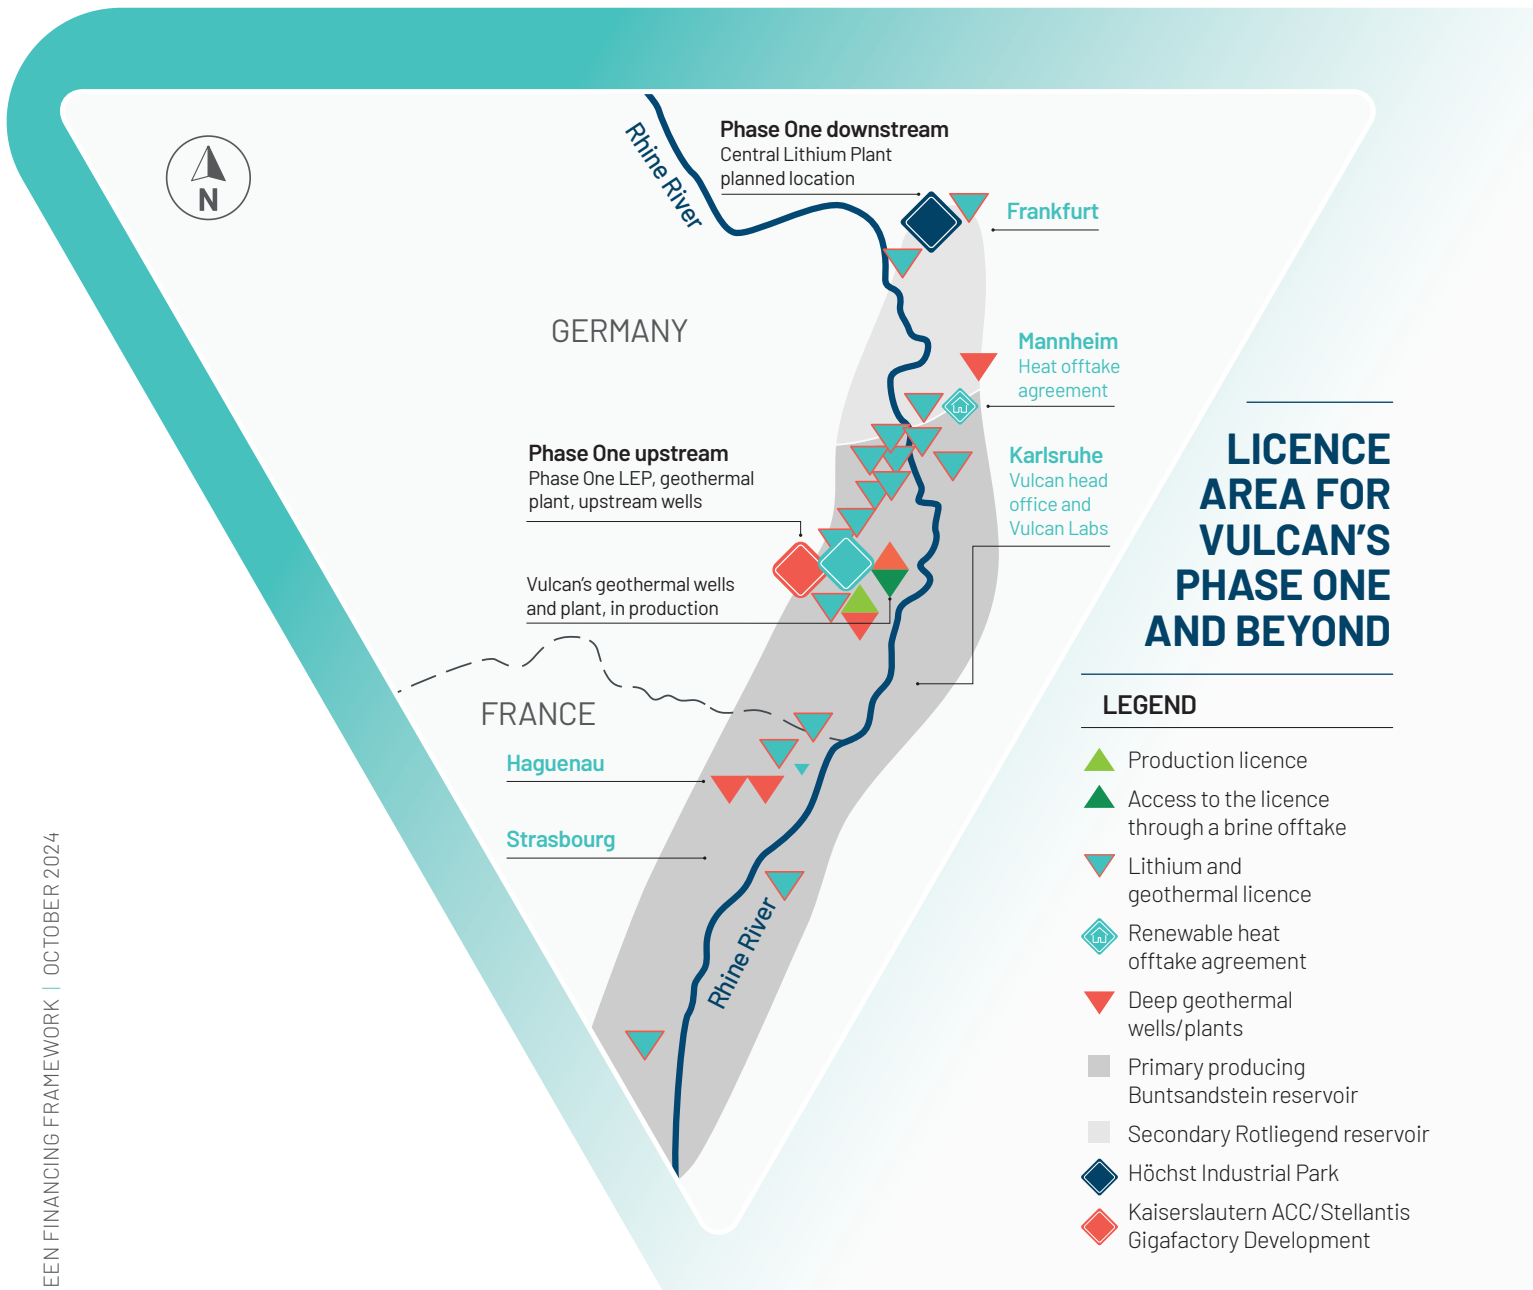 N
Rhine River
Phase One downstream
Central Lithium Plant
planned location
Frankfurt
GERMANY
Mannheim
Heat offtake
agreement
Phase One upstream
Phase One LEP, geothermal
plant, upstream wells
Karlsruhe
Vulcan head
office and
Vulcan Labs
Vulcan's geothermal wells
and plant, in production
FRANCE
Haguenau
Strasbourg
Rhine River
LICENCE
AREA FOR
VULCAN'S
PHASE ONE
AND BEYOND
LEGEND
Production licence
Access to the licence
through a brine offtake
Lithium and
geothermal licence
Renewable heat
offtake agreement
Deep geothermal
wells/plants
Primary producing
Buntsandstein reservoir
Secondary Rotliegend reservoir
Höchst Industrial Park
Kaiserslautern ACC/Stellantis
Gigafactory Development
EEN FINANCING FRAMEWORK | OCTOBER 2024